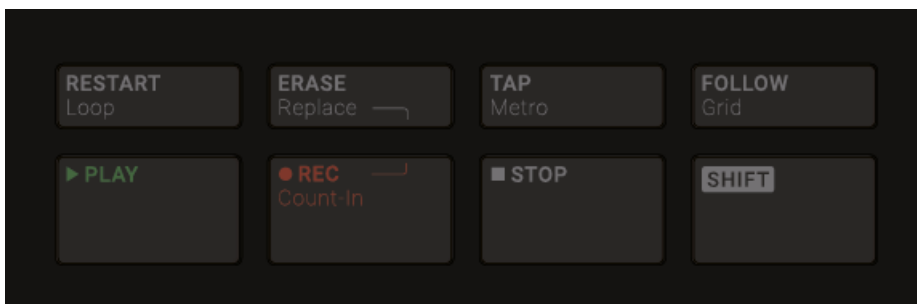 RESTART
Loop
ERASE
Replace
TAP
Metro
FOLLOW
Grid
PLAY
REC
Count-In
STOP
SHIFT